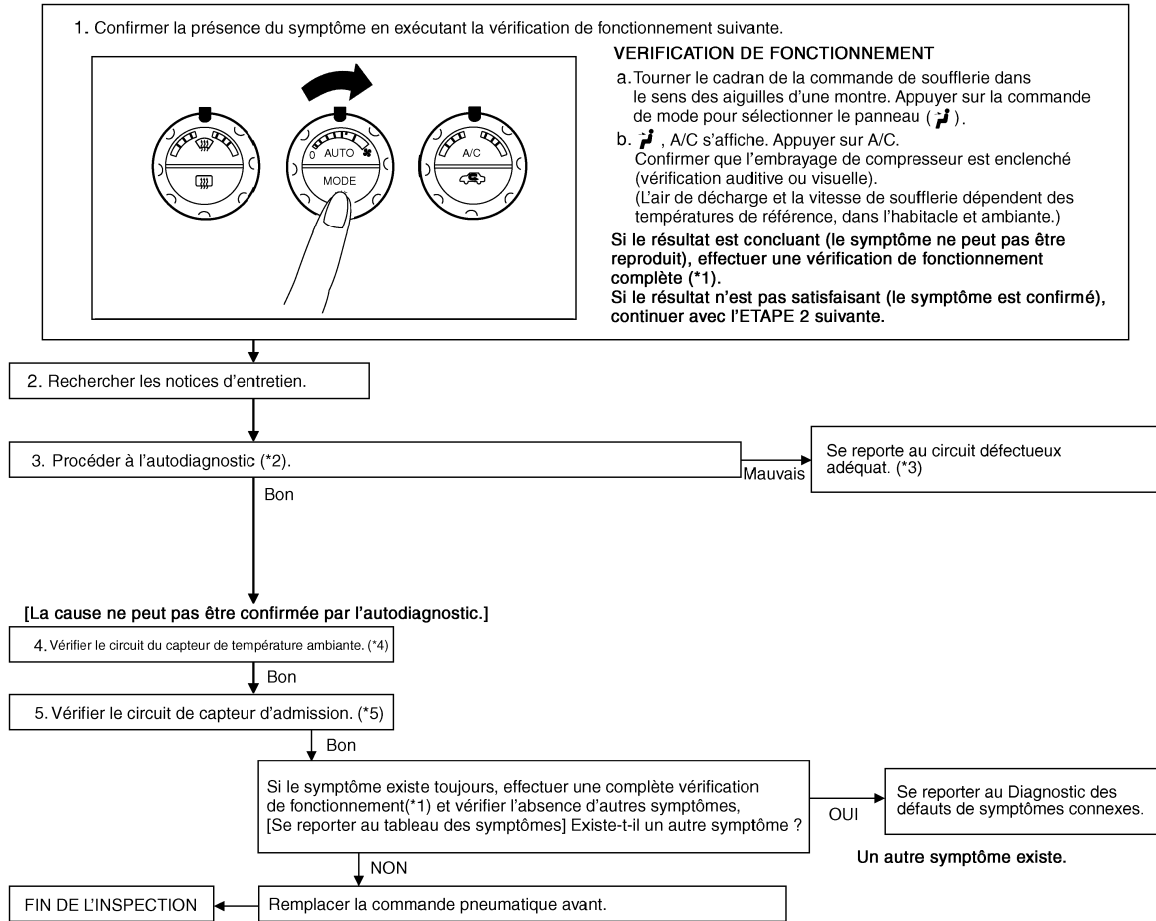 1. Confirmer la présence du symptôme en exécutant la vérification de fonctionnement suivante.
0 AUTO
MODE
A/C
VERIFICATION DE FONCTIONNEMENT
a. Tourner le cadran de la commande de soufflerie dans
le sens des aiguilles d'une montre. Appuyer sur la commande
de mode pour sélectionner le panneau ( ).
b. , A/C s'affiche. Appuyer sur A/C.
Confirmer que l'embrayage de compresseur est enclenché
(vérification auditive ou visuelle).
(L'air de décharge et la vitesse de soufflerie dépendent des
températures de référence, dans l'habitacle et ambiante.)
Si le résultat est concluant (le symptôme ne peut pas être
reproduit), effectuer une vérification de fonctionnement
complète (*1).
Si le résultat n'est pas satisfaisant (le symptôme est confirmé),
continuer avec l'ETAPE 2 suivante.
2. Rechercher les notices d'entretien.
3. Procéder à l'autodiagnostic (*2).
Mauvais
Se reporte au circuit défectueux
adéquat. (*3)
Bon
[La cause ne peut pas être confirmée par l'autodiagnostic.]
4. Vérifier le circuit du capteur de température ambiante. (*4)
Bon
5. Vérifier le circuit de capteur d'admission. (*5)
Bon
Si le symptôme existe toujours, effectuer une complète vérification
de fonctionnement(*1) et vérifier l'absence d'autres symptômes,
[Se reporter au tableau des symptômes] Existe-t-il un autre symptôme ?
OUI
Se reporter au Diagnostic des
défauts de symptômes connexes.
Un autre symptôme existe.
NON
Remplacer la commande pneumatique avant.
FIN DE L'INSPECTION